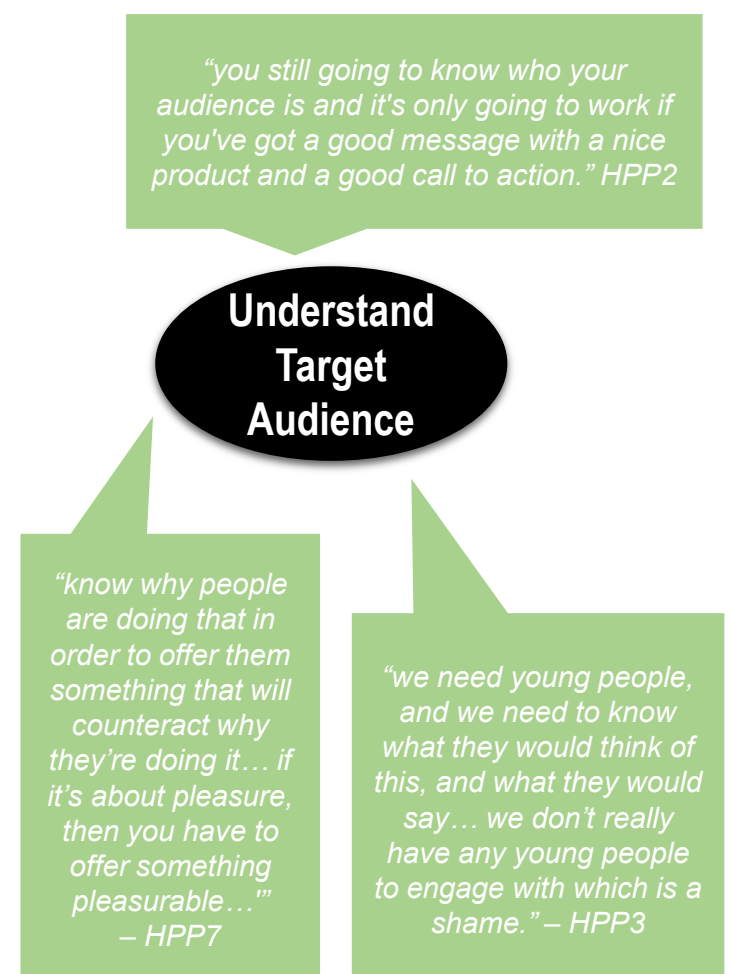 “you still going to know who your
audience is and it's only going to work if
you've got a good message with a nice
product and a good call to action.” HPP2
Understand
Target
Audience
“know why people
are doing that in
order to offer them
something that will
counteract why
they’re doing it… if
it’s about pleasure,
then you have to
offer something
pleasurable…'”
– HPP7
“we need young people,
and we need to know
what they would think of
this, and what they would
say… we don’t really
have any young people
to engage with which is a
shame.” – HPP3